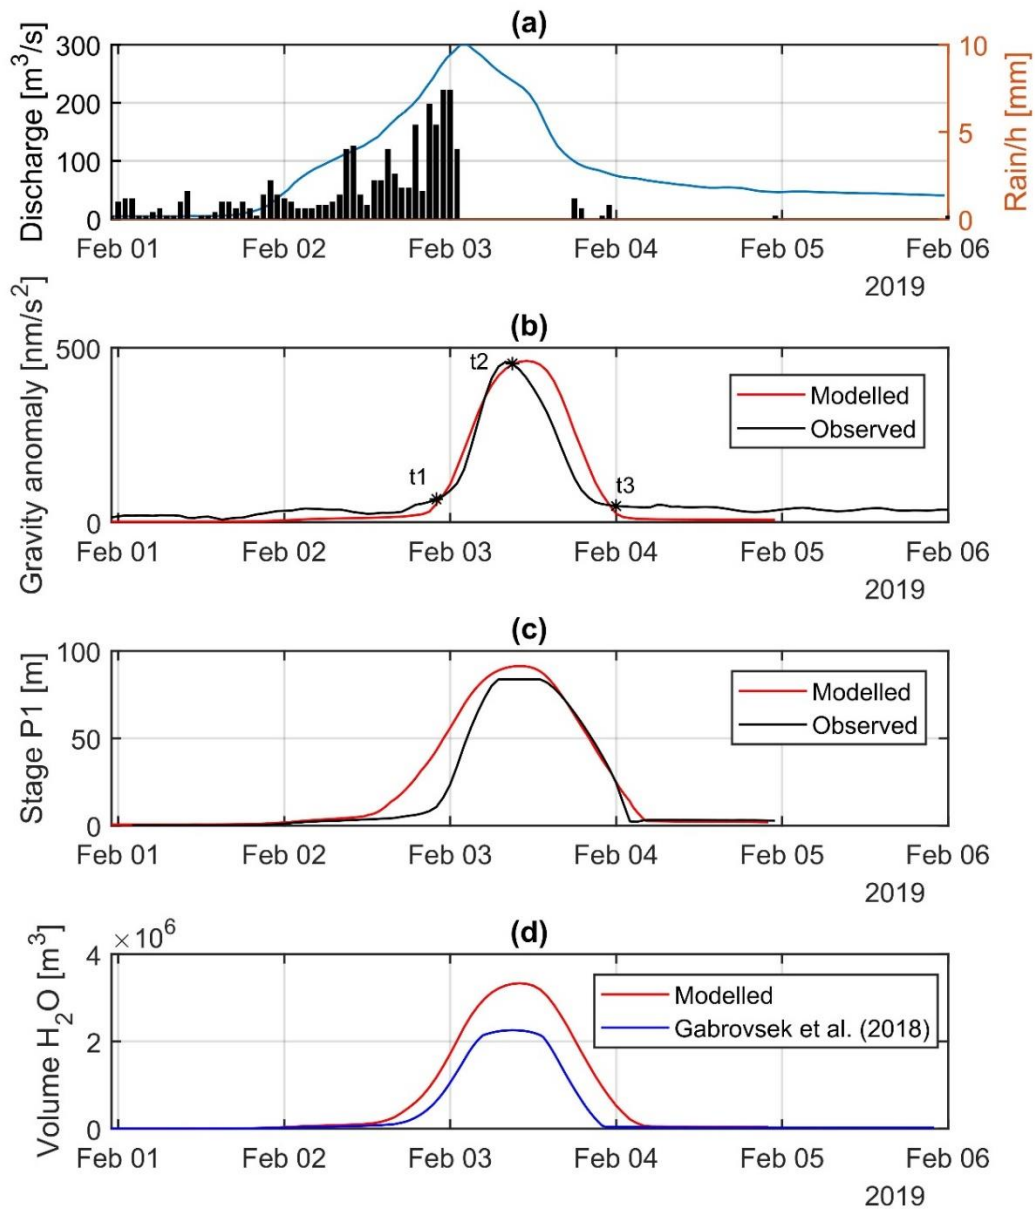 (a)
Discharge [m³/s]
300
200
100
0
Rain/h [mm]
10
5
0
Feb 01 Feb 02 Feb 03 Feb 04 Feb 05 Feb 06
2019
(b)
Gravity anomaly [nm/s²]
500
0
t1
t2
t3
Modelled
Observed
Feb 01 Feb 02 Feb 03 Feb 04 Feb 05 Feb 06
2019
(c)
Stage P1 [m]
100
50
0
Modelled
Observed
Feb 01 Feb 02 Feb 03 Feb 04 Feb 05 Feb 06
2019
(d)
Volume H₂O [m³]
× 10⁶
4
2
0
Modelled
Gabrovsek et al. (2018)
Feb 01 Feb 02 Feb 03 Feb 04 Feb 05 Feb 06
2019